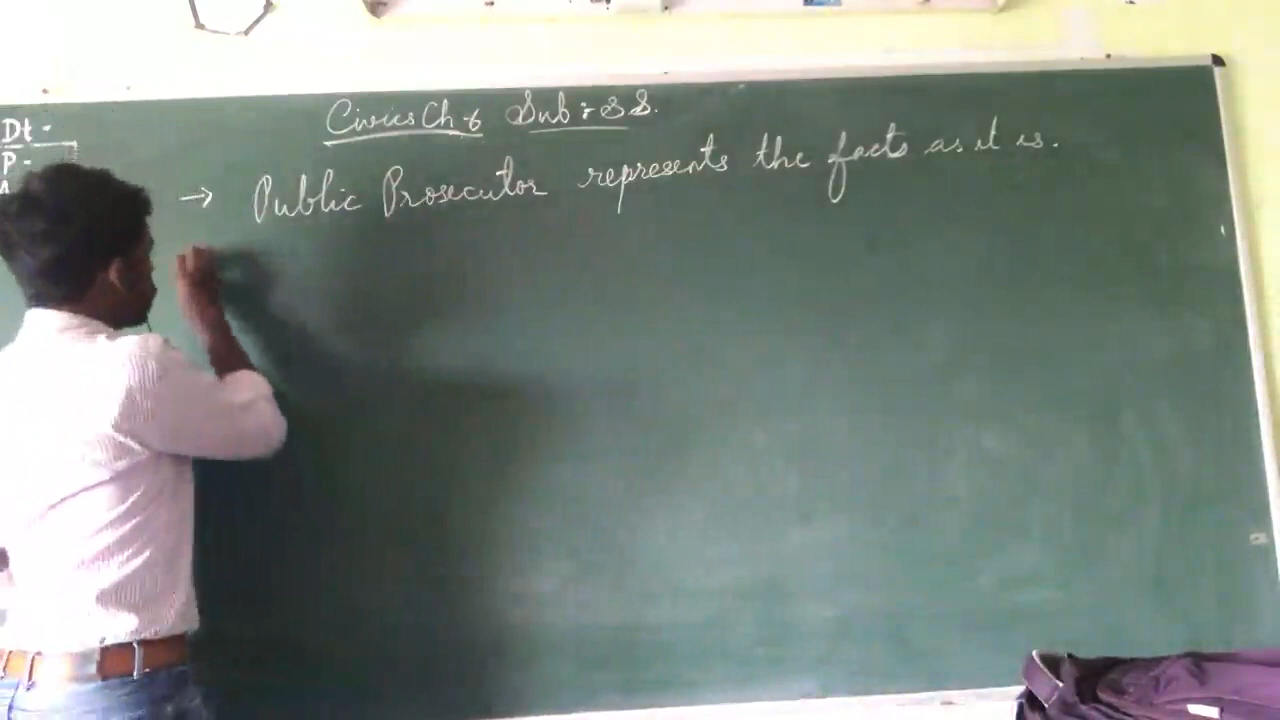 Civics Ch-6 Sub: S S.
Dt -
P -
→ Public Prosecutor represents the facts as it is.